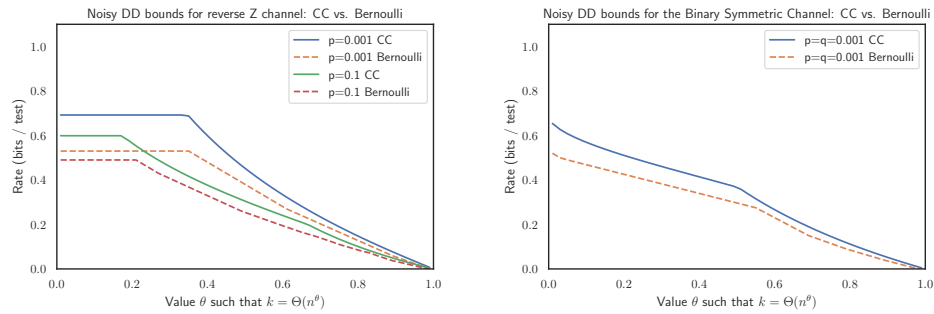 Noisy DD bounds for reverse Z channel: CC vs. Bernoulli
Rate (bits / test)
1.0
0.8
0.6
0.4
0.2
0.0
p=0.001 CC
p=0.001 Bernoulli
p=0.1 CC
p=0.1 Bernoulli
0.0 0.2 0.4 0.6 0.8 1.0
Value θ such that k = Θ(n^θ)
Noisy DD bounds for the Binary Symmetric Channel: CC vs. Bernoulli
Rate (bits / test)
1.0
0.8
0.6
0.4
0.2
0.0
p=q=0.001 CC
p=q=0.001 Bernoulli
0.0 0.2 0.4 0.6 0.8 1.0
Value θ such that k = Θ(n^θ)